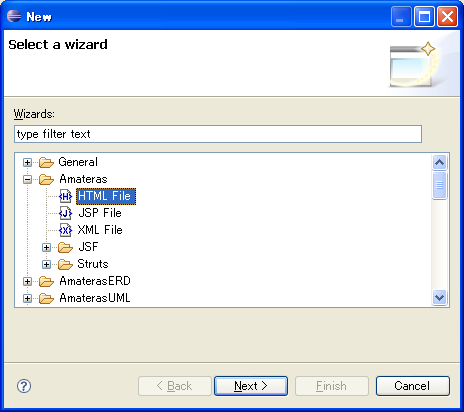 New
Select a wizard
Wizards:
type filter text
General
Amateras
HTML File
JSP File
XML File
JSF
Struts
AmaterasERD
AmaterasUML
< Back Next > Finish Cancel